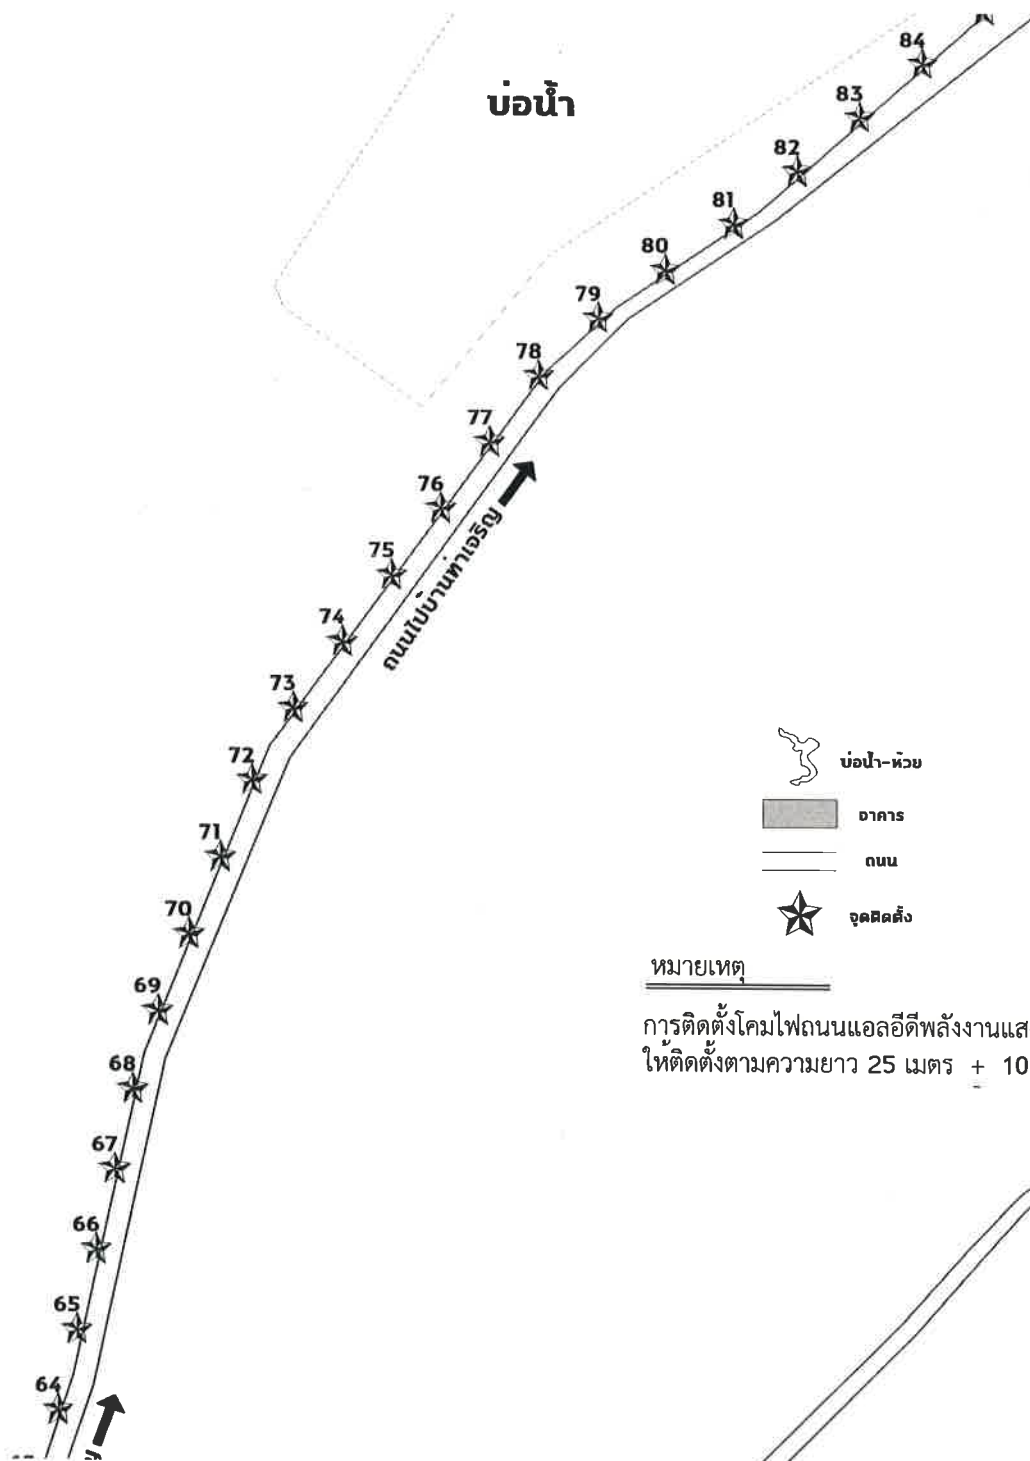 84
บ่อน้ำ
83
82
81
80
79
78
77
76
ถนนไปบ้านท่าเจริญ
75
74
73
72
บ่อน้ำ-ห้วย
71
อาคาร
ถนน
70
จุดติดตั้ง
69
หมายเหตุ
การติดตั้งโคมไฟถนนแอลอีดีพลังงานแส
ให้ติดตั้งตามความยาว 25 เมตร ± 10
68
67
66
65
64